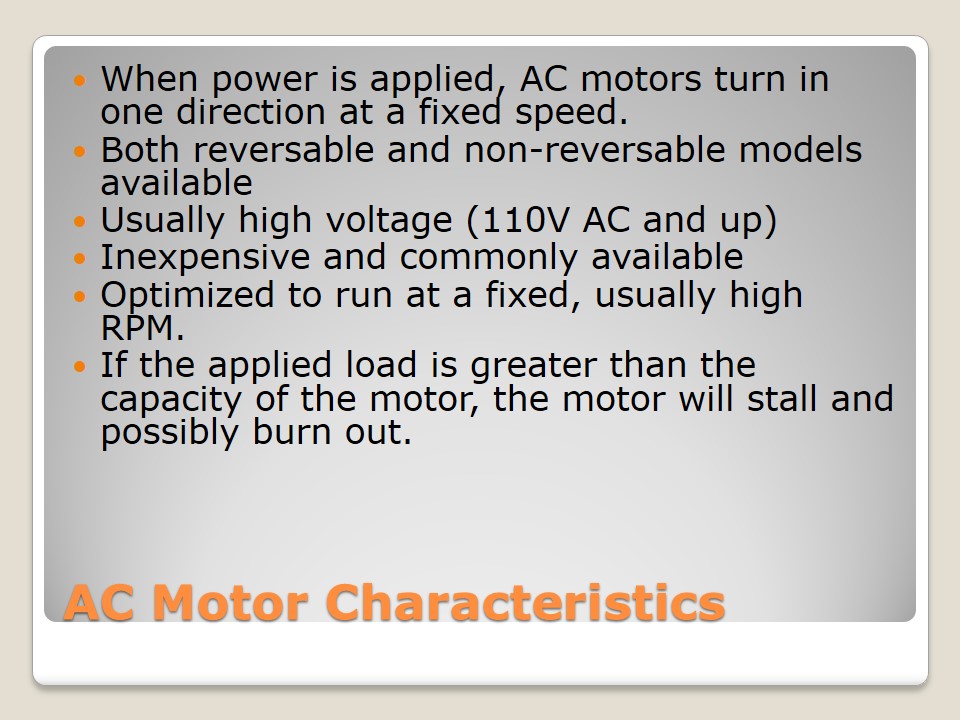 When power is applied, AC motors turn in
one direction at a fixed speed.
Both reversable and non-reversable models
available
Usually high voltage (110V AC and up)
Inexpensive and commonly available
Optimized to run at a fixed, usually high
RPM.
If the applied load is greater than the
capacity of the motor, the motor will stall and
possibly burn out.
AC Motor Characteristics